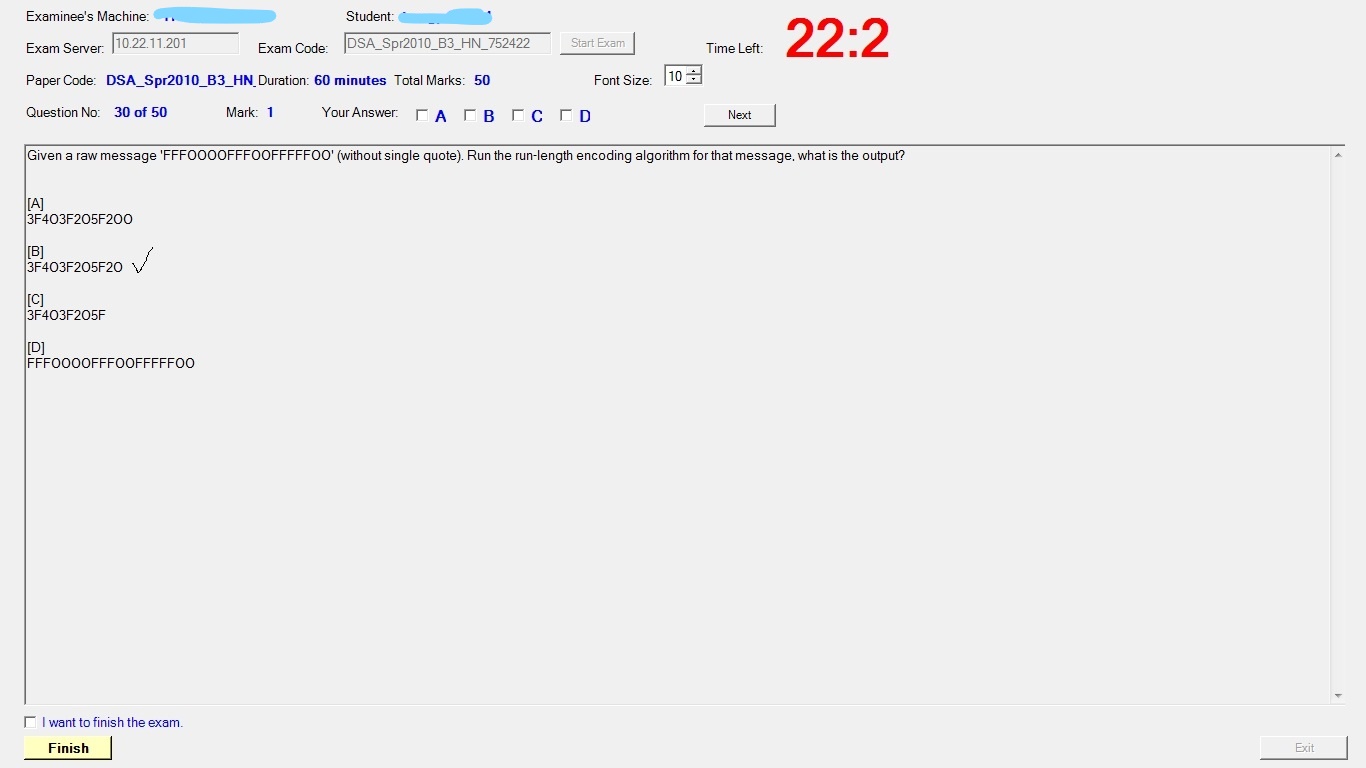 Examinee's Machine: Student:
Exam Server: 10.22.11.201 Exam Code: DSA_Spr2010_B3_HN_752422 Start Exam Time Left: 22:2
Paper Code: DSA_Spr2010_B3_HN_ Duration: 60 minutes Total Marks: 50 Font Size: 10
Question No: 30 of 50 Mark: 1 Your Answer: A B C D Next
Given a raw message 'FFFOOOOFFFOOFFFFFOO' (without single quote). Run the run-length encoding algorithm for that message, what is the output?
[A]
3F4O3F2O5F2OO
[B]
3F4O3F2O5F2O
[C]
3F4O3F2O5F
[D]
FFFOOOOFFFOOFFFFFOO
I want to finish the exam.
Finish Exit